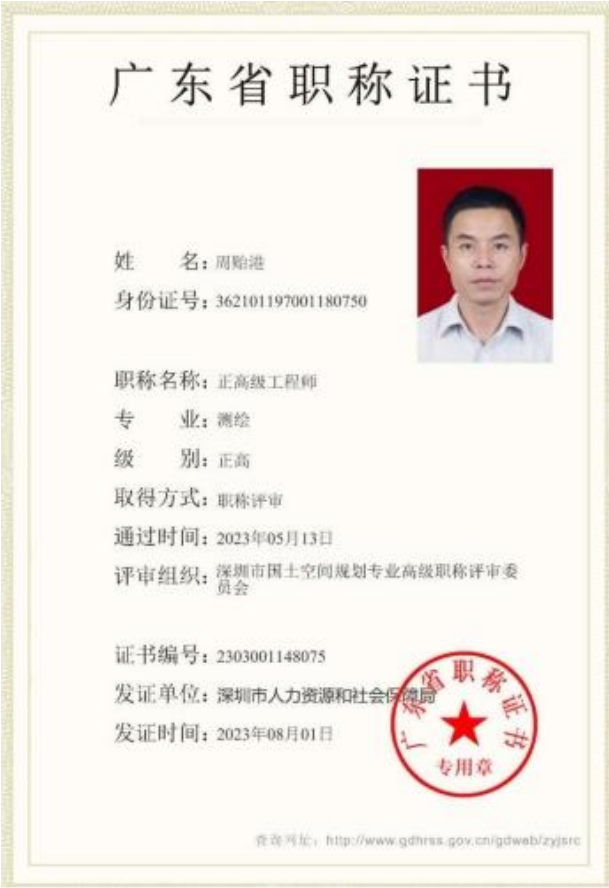 广东省职称证书
姓 名：周贻港
身份证号：362101197001180750
职称名称：正高级工程师
专 业：测绘
级 别：正高
取得方式：职称评审
通过时间：2023年05月13日
评审组织：深圳市国土空间规划专业高级职称评审委
员会
证书编号：2303001148075
发证单位：深圳市人力资源和社会保障局
发证时间：2023年08月01日
广东省职称证书
专用章
查询网址：http://www.gdhrss.gov.cn/gdweb/zyjsrc